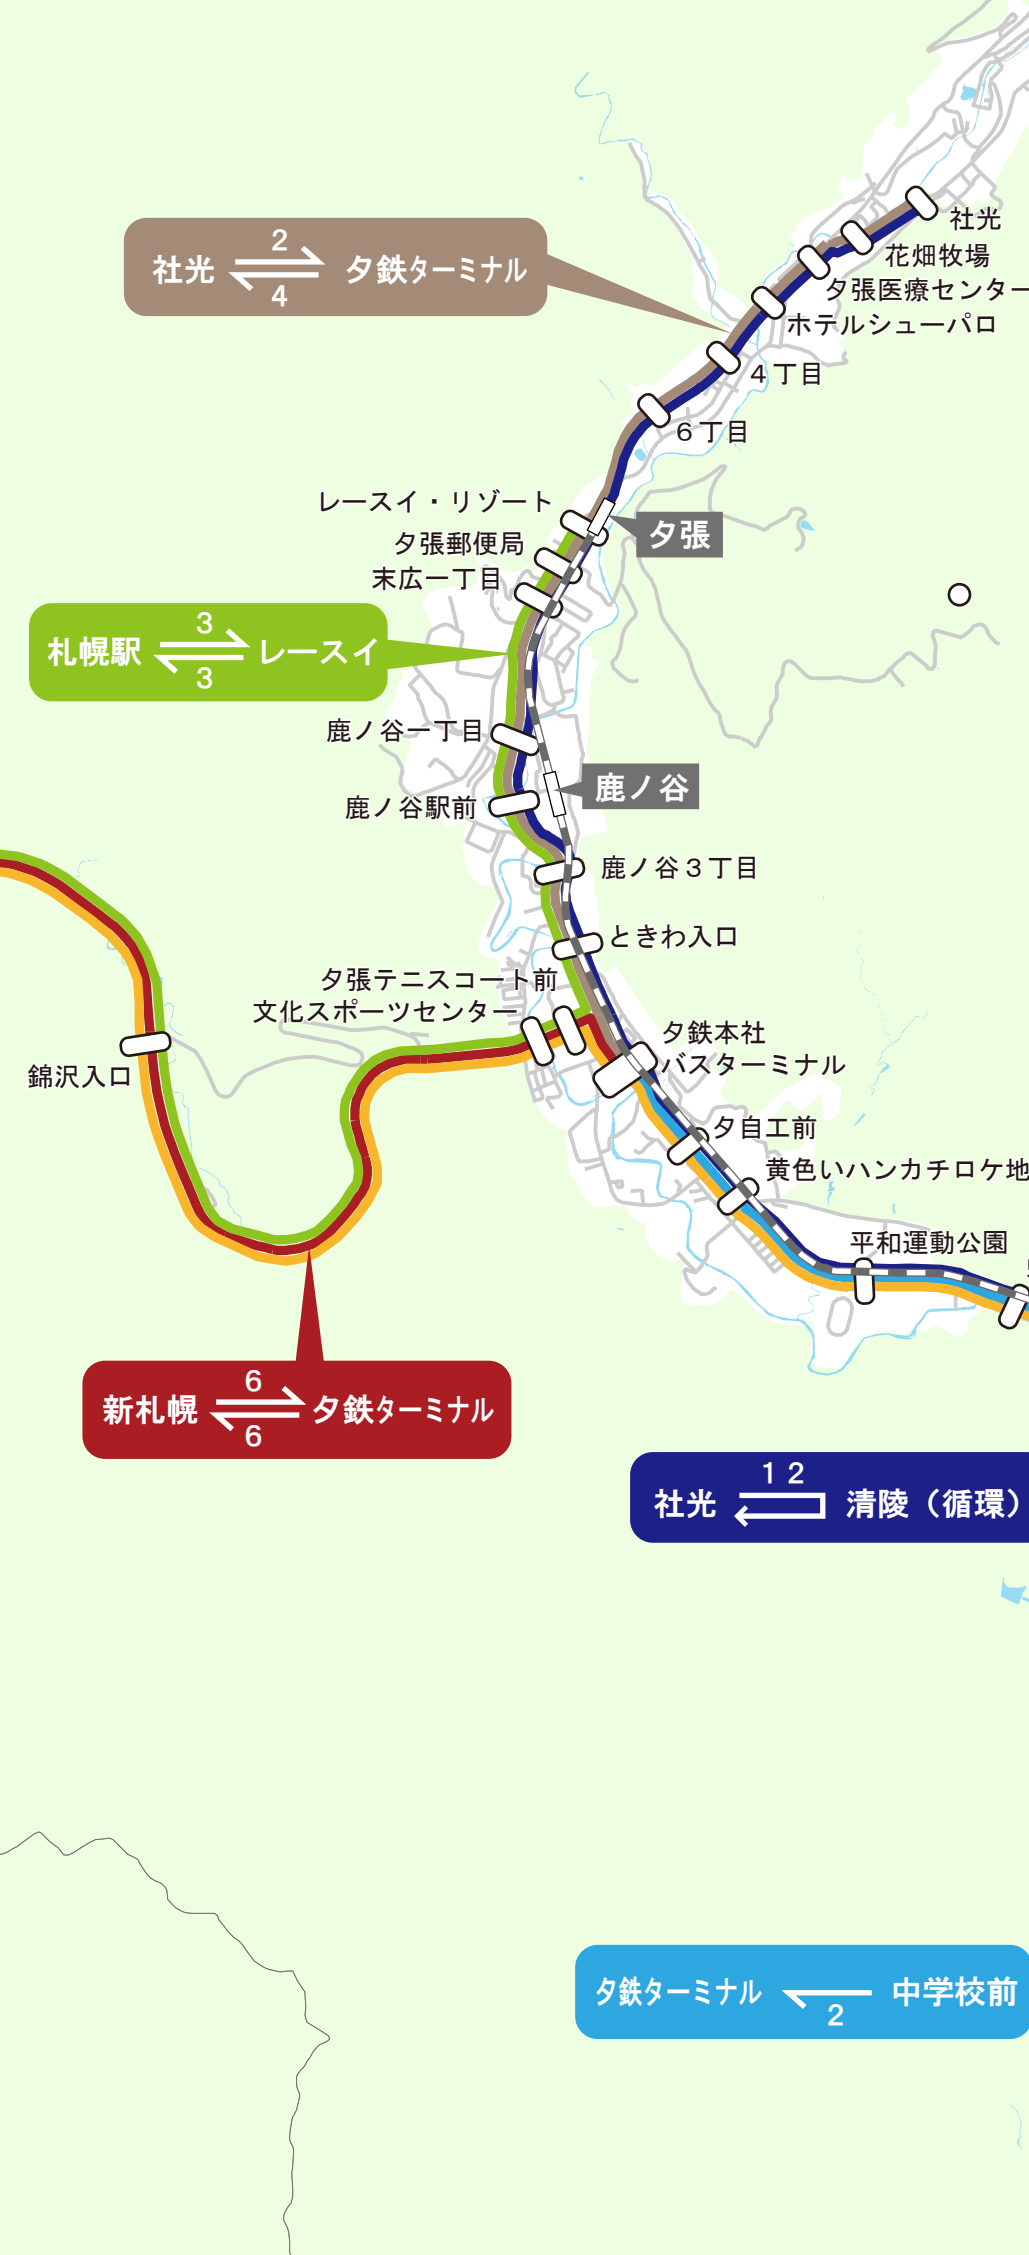 社光
花畑牧場
夕張医療センター
ホテルシューパロ
2
社光 夕鉄ターミナル
4
4丁目
6丁目
レースイ・リゾート
夕張
夕張郵便局
末広一丁目
3
札幌駅 レースイ
3
鹿ノ谷一丁目
鹿ノ谷
鹿ノ谷駅前
鹿ノ谷3丁目
ときわ入口
夕張テニスコート前
文化スポーツセンター
夕鉄本社
バスターミナル
錦沢入口
夕自工前
黄色いハンカチロケ地
平和運動公園
6
新札幌 夕鉄ターミナル
6
12
社光 清陵（循環）
夕鉄ターミナル 中学校前
2